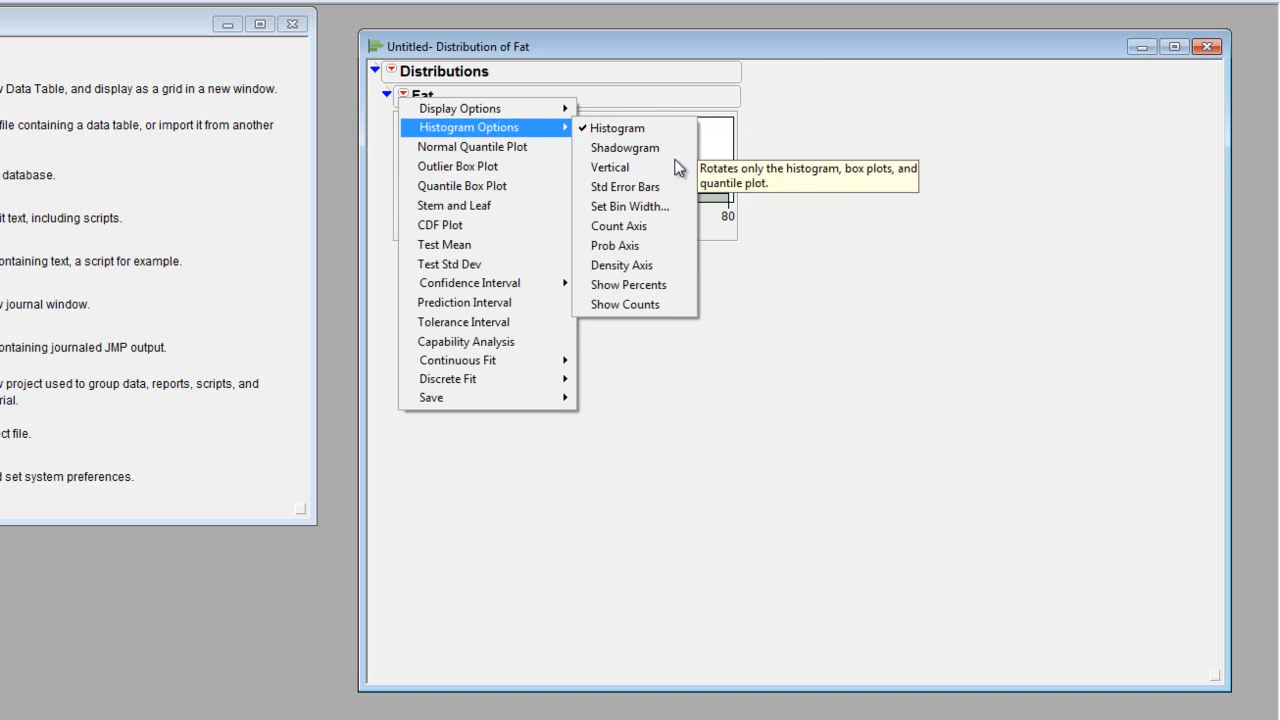 v Data Table, and display as a grid in a new window.
file containing a data table, or import it from another
database.
it text, including scripts.
ontaining text, a script for example.
v journal window.
ontaining journaled JMP output.
v project used to group data, reports, scripts, and
rial.
ect file.
d set system preferences.
Untitled- Distribution of Fat
Distributions
Fat
Display Options
Histogram Options
Normal Quantile Plot
Outlier Box Plot
Quantile Box Plot
Stem and Leaf
CDF Plot
Test Mean
Test Std Dev
Confidence Interval
Prediction Interval
Tolerance Interval
Capability Analysis
Continuous Fit
Discrete Fit
Save
Histogram
Shadowgram
Vertical
Std Error Bars
Set Bin Width...
Count Axis
Prob Axis
Density Axis
Show Percents
Show Counts
Rotates only the histogram, box plots, and
quantile plot.
80